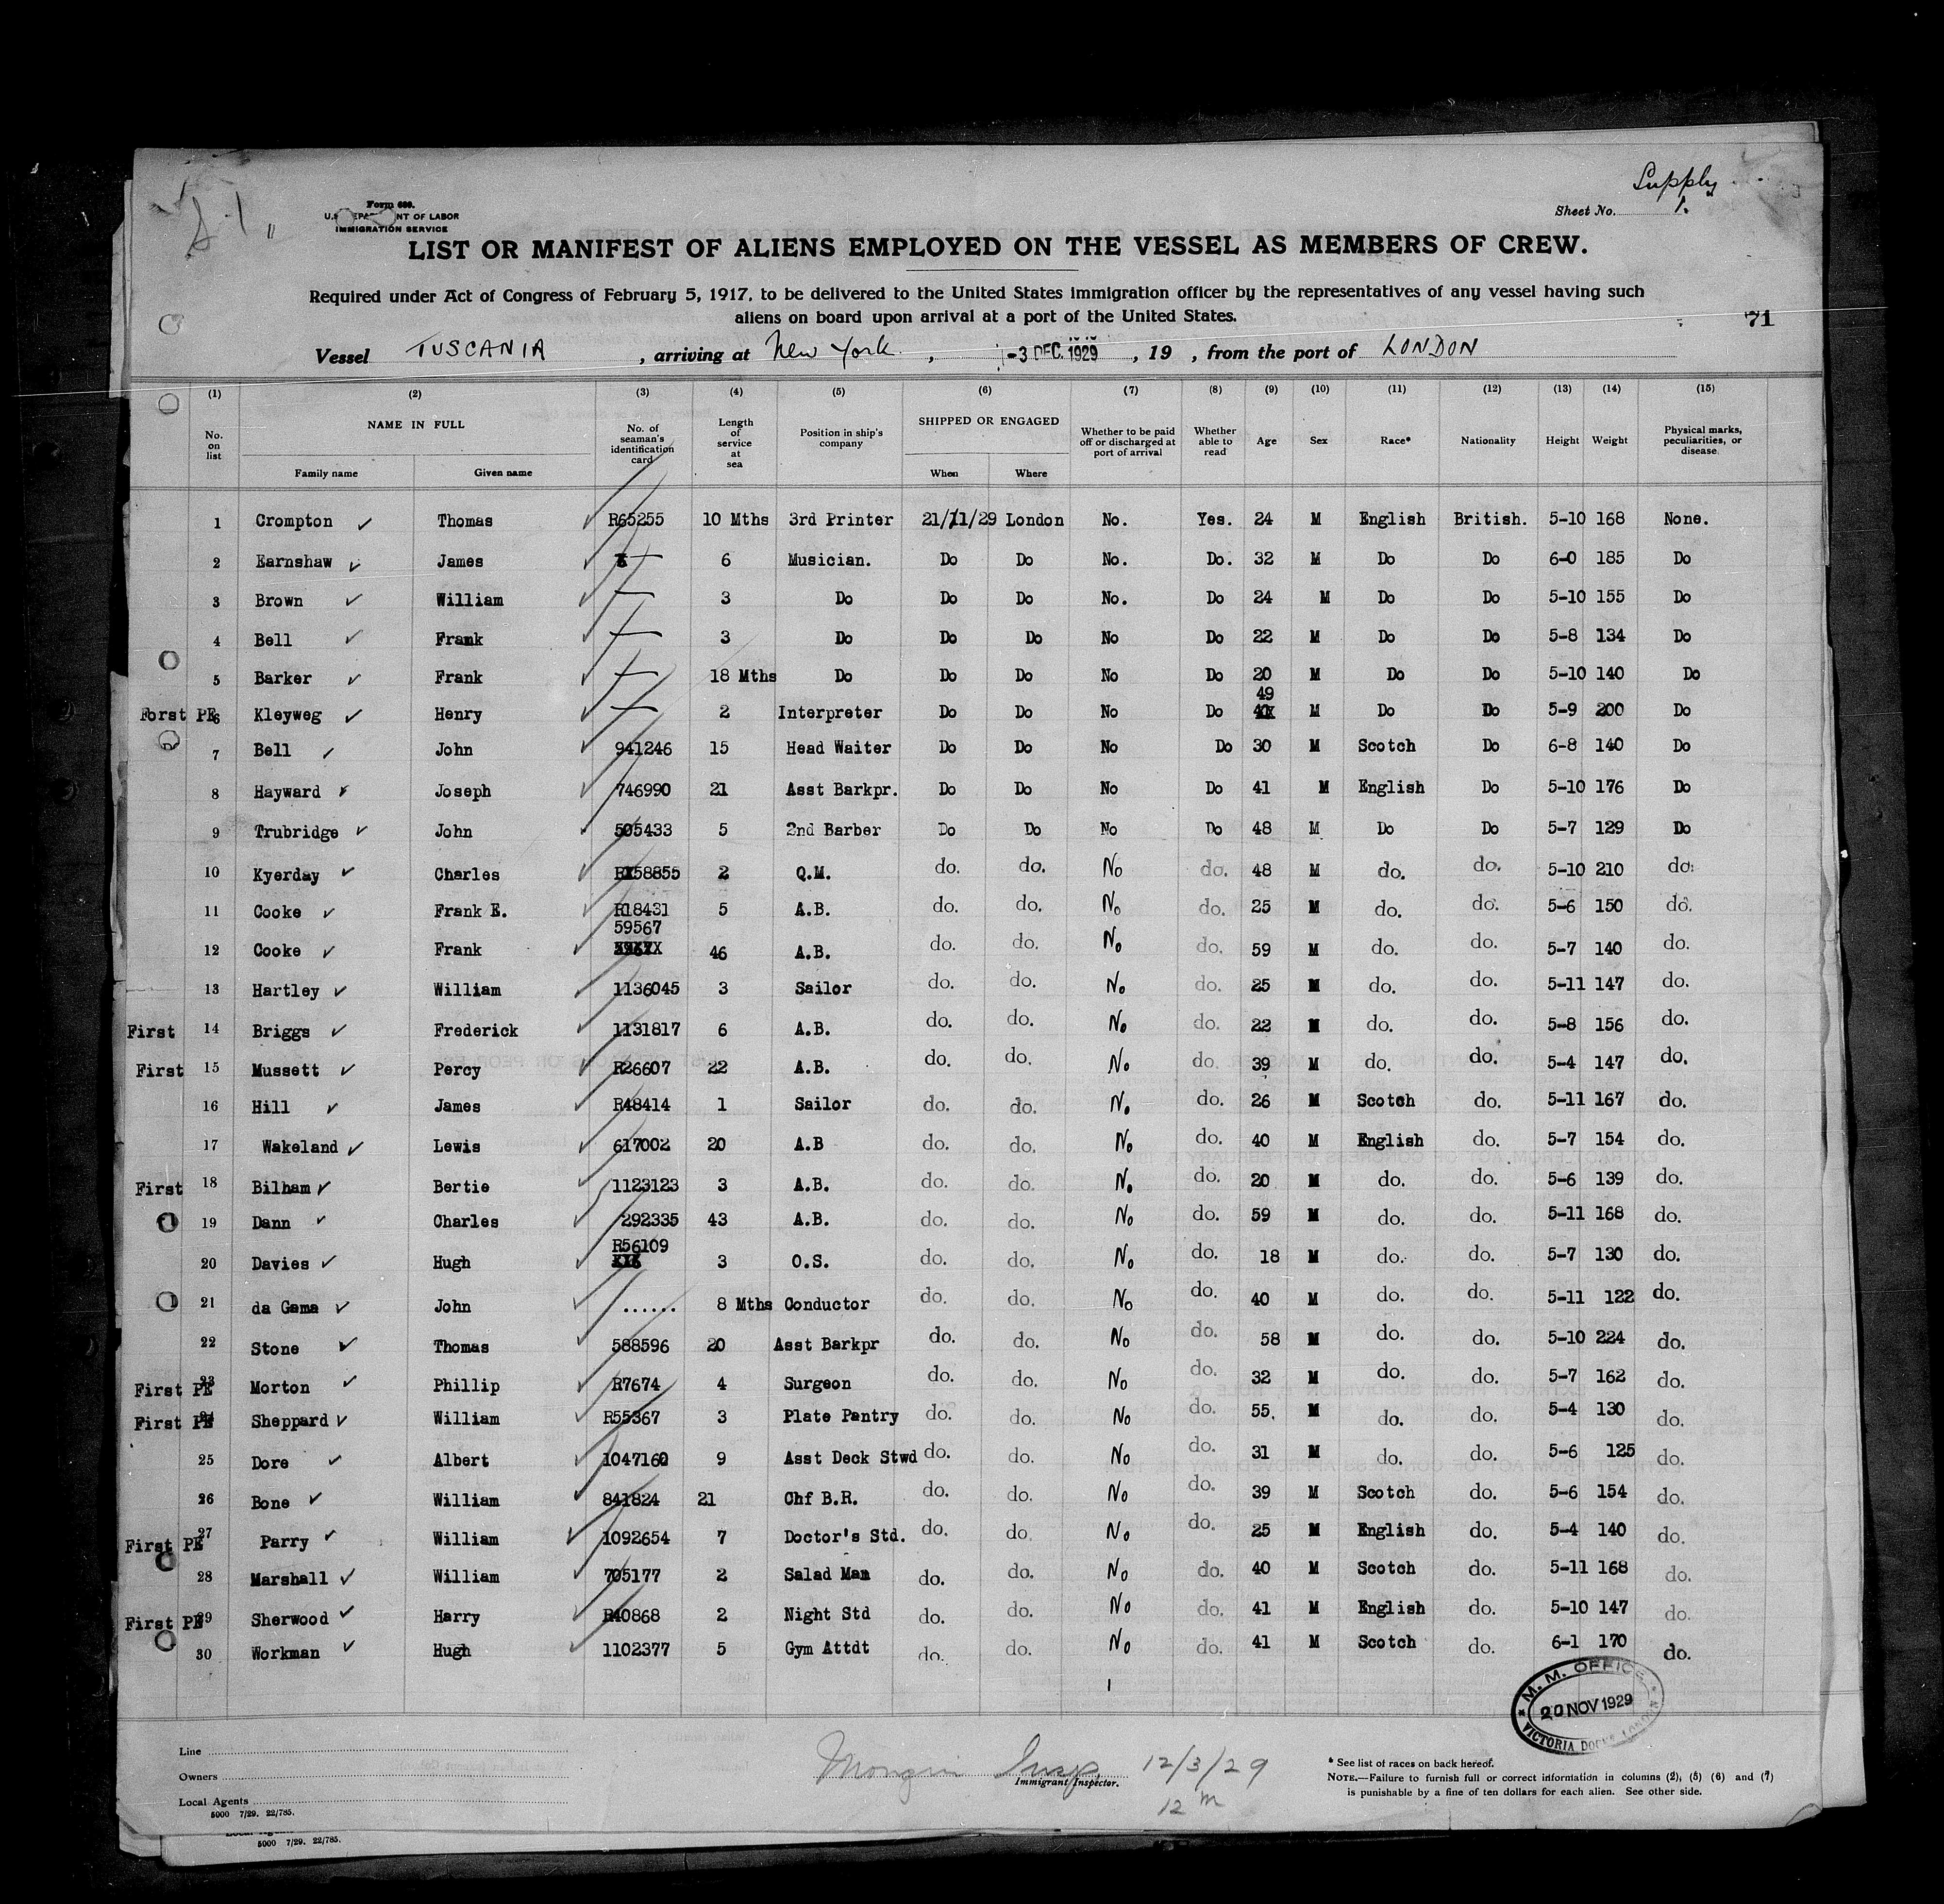 Supply
Form 689.
U.S. DEPARTMENT OF LABOR
IMMIGRATION SERVICE
Sheet No. 1.
LIST OR MANIFEST OF ALIENS EMPLOYED ON THE VESSEL AS MEMBERS OF CREW.
Required under Act of Congress of February 5, 1917, to be delivered to the United States immigration officer by the representatives of any vessel having such
aliens on board upon arrival at a port of the United States.
71
Vessel TUSCANIA, arriving at New York, -3 DEC. 1929, 19 , from the port of LONDON
(1) (2) (3) (4) (5) (6) (7) (8) (9) (10) (11) (12) (13) (14) (15)
No. on list NAME IN FULL Family name Given name No. of seaman's identification card Length of service at sea Position in ship's company SHIPPED OR ENGAGED When Where Whether to be paid off or discharged at port of arrival Whether able to read Age Sex Race* Nationality Height Weight Physical marks, peculiarities, or disease.
1 Crompton ✓ Thomas R65255 10 Mths 3rd Printer 21/11/29 London No. Yes. 24 M English British. 5-10 168 None.
2 Earnshaw ✓ James — 6 Musician. Do Do No. Do. 32 M Do Do 6-0 185 Do
3 Brown ✓ William — 3 Do Do Do No. Do 24 M Do Do 5-10 155 Do
4 Bell ✓ Frank — 3 Do Do Do No Do 22 M Do Do 5-8 134 Do
5 Barker ✓ Frank — 18 Mths Do Do Do No Do 20 M Do Do 5-10 140 Do
Forst PE 6 Kleyweg ✓ Henry — 2 Interpreter Do Do No Do 49 M Do Do 5-9 200 Do
7 Bell ✓ John 941246 15 Head Waiter Do Do No Do 30 M Scotch Do 6-8 140 Do
8 Hayward ✓ Joseph 746990 21 Asst Barkpr. Do Do No Do 41 M English Do 5-10 176 Do
9 Trubridge ✓ John 505433 5 2nd Barber Do Do No Do 48 M Do Do 5-7 129 Do
10 Kyerday ✓ Charles R158855 2 Q.M. do. do. No do. 48 M do. do. 5-10 210 do.
11 Cooke ✓ Frank E. R18431 5 A.B. do. do. No do. 25 M do. do. 5-6 150 do.
12 Cooke ✓ Frank 59567 46 A.B. do. do. No do. 59 M do. do. 5-7 140 do.
13 Hartley ✓ William 1136045 3 Sailor do. do. No do. 25 M do. do. 5-11 147 do.
First 14 Briggs ✓ Frederick 1131817 6 A.B. do. do. No do. 22 M do. do. 5-8 156 do.
First 15 Mussett ✓ Percy R26607 22 A.B. do. do. No do. 39 M do. do. 5-4 147 do.
16 Hill ✓ James R48414 1 Sailor do. do. No do. 26 M Scotch do. 5-11 167 do.
17 Wakeland ✓ Lewis 617002 20 A.B do. do. No do. 40 M English do. 5-7 154 do.
First 18 Bilham ✓ Bertie 1123123 3 A.B. do. do. No do. 20 M do. do. 5-6 139 do.
19 Dann ✓ Charles 292335 43 A.B. do. do. No do. 59 M do. do. 5-11 168 do.
20 Davies ✓ Hugh R56109 3 O.S. do. do. No do. 18 M do. do. 5-7 130 do.
21 da Gama ✓ John ...... 8 Mths Conductor do. do. No do. 40 M do. do. 5-11 122 do.
22 Stone ✓ Thomas 588596 20 Asst Barkpr do. do. No do. 58 M do. do. 5-10 224 do.
First PE 23 Morton ✓ Phillip R7674 4 Surgeon do. do. No do. 32 M do. do. 5-7 162 do.
First PE 24 Sheppard ✓ William R55367 3 Plate Pantry do. do. No do. 55. M do. do. 5-4 130 do.
25 Dore ✓ Albert 1047160 9 Asst Deck Stwd do. do. No do. 31 M do. do. 5-6 125 do.
26 Bone ✓ William 841824 21 Chf B.R. do. do. No do. 39 M Scotch do. 5-6 154 do.
First PE 27 Parry ✓ William 1092654 7 Doctor's Std. do. do. No do. 25 M English do. 5-4 140 do.
28 Marshall ✓ William 705177 2 Salad Man do. do. No do. 40 M Scotch do. 5-11 168 do.
First PE 29 Sherwood ✓ Harry R40868 2 Night Std do. do. No do. 41 M English do. 5-10 147 do.
30 Workman ✓ Hugh 1102377 5 Gym Attdt do. do. No do. 41 M Scotch do. 6-1 170 do.
M. M. OFFICE
20 NOV 1929
VICTORIA DOCKS LONDON
Line
Owners
Local Agents
5000 7/29. 22/785.
Insp. 12/3/29
Immigrant Inspector.
12 m
* See list of races on back hereof.
NOTE.—Failure to furnish full or correct information in columns (2), (5) (6) and (7)
is punishable by a fine of ten dollars for each alien. See other side.
5000 7/29. 22/785.